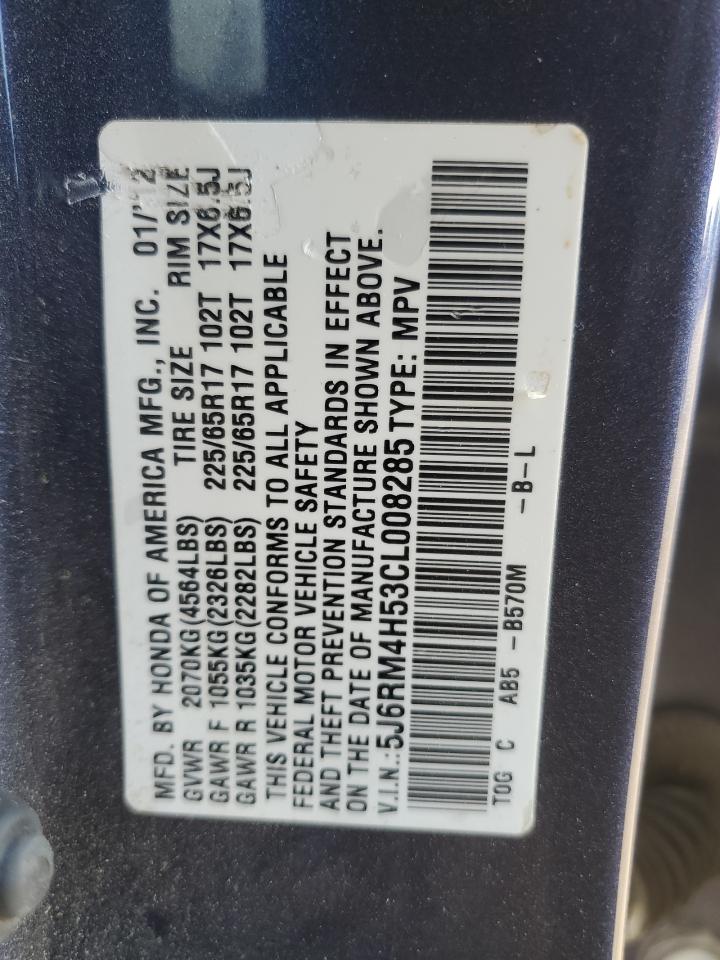 MFD. BY HONDA OF AMERICA MFG., INC.
GVWR 2070KG(4564LBS) TIRE SIZE RIM SIZE
GAWR F 1055KG(2326LBS) 225/65R17 102T 17X6.5J
GAWR R 1035KG(2282LBS) 225/65R17 102T 17X6.5J
THIS VEHICLE CONFORMS TO ALL APPLICABLE
FEDERAL MOTOR VEHICLE SAFETY
AND THEFT PREVENTION STANDARDS IN EFFECT
ON THE DATE OF MANUFACTURE SHOWN ABOVE.
V.I.N.:5J6RM4H53CL008285 TYPE: MPV
TOG C AB5 -B570M -B-L